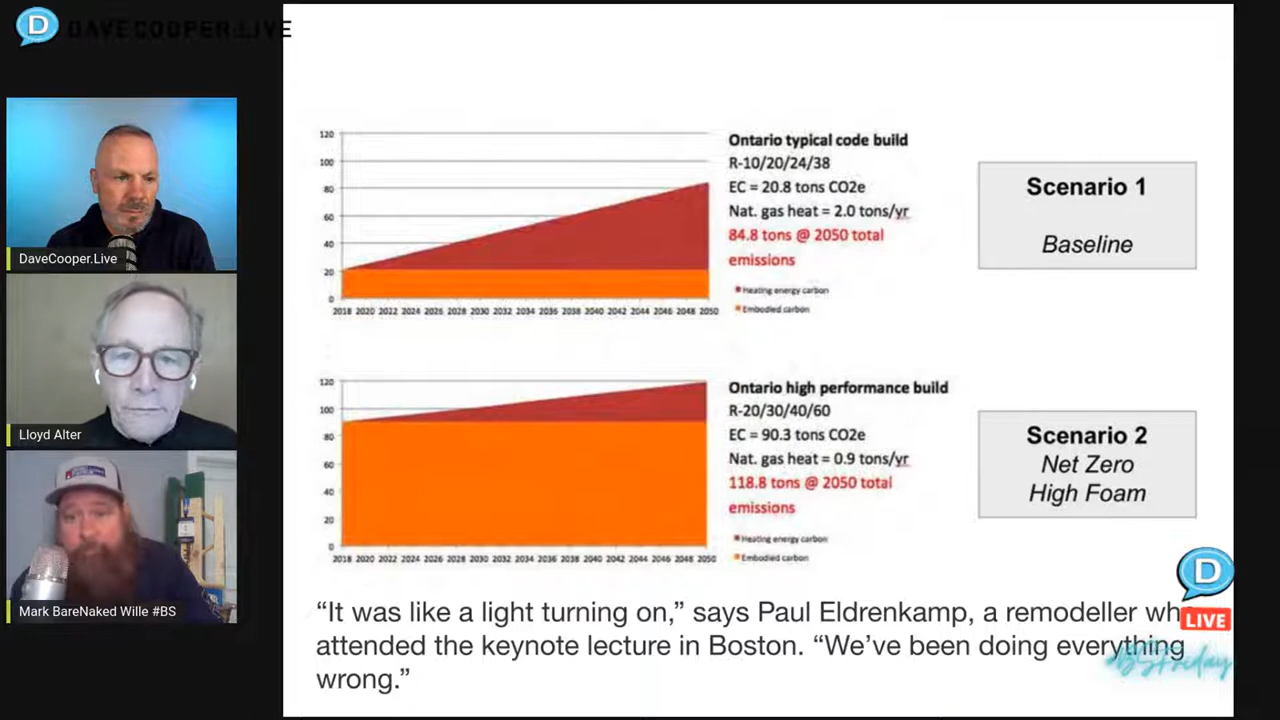 D DAVECOOPER.LIVE
DaveCooper.Live
Lloyd Alter
Mark BareNaked Wille #BS
120
100
80
60
40
20
0
2018 2020 2022 2024 2026 2028 2030 2032 2034 2036 2038 2040 2042 2044 2046 2048 2050
Ontario typical code build
R-10/20/24/38
EC = 20.8 tons CO2e
Nat. gas heat = 2.0 tons/yr
84.8 tons @ 2050 total
emissions
Heating energy carbon
Embodied carbon
Scenario 1
Baseline
120
100
80
60
40
20
0
2018 2020 2022 2024 2026 2028 2030 2032 2034 2036 2038 2040 2042 2044 2046 2048 2050
Ontario high performance build
R-20/30/40/60
EC = 90.3 tons CO2e
Nat. gas heat = 0.9 tons/yr
118.8 tons @ 2050 total
emissions
Heating energy carbon
Embodied carbon
Scenario 2
Net Zero
High Foam
“It was like a light turning on,” says Paul Eldrenkamp, a remodeller who
attended the keynote lecture in Boston. “We’ve been doing everything
wrong.”
D
LIVE
#BSFriday